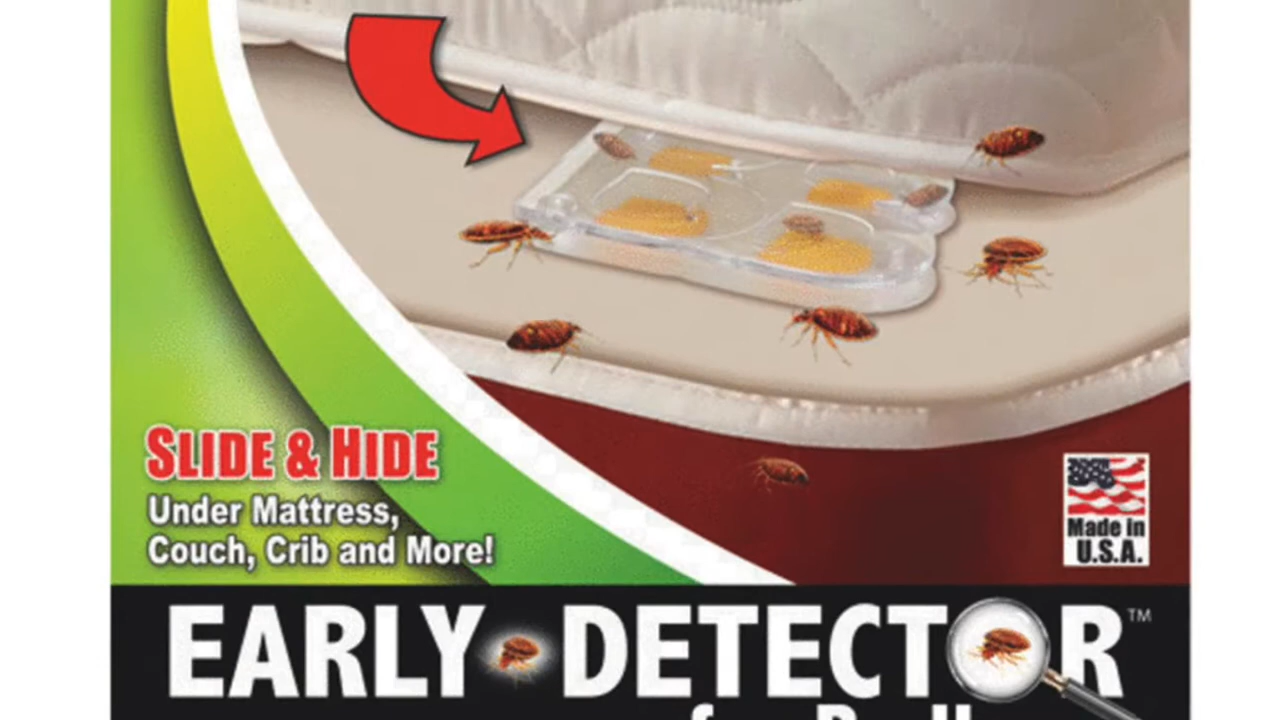 SLIDE & HIDE
Under Mattress,
Couch, Crib and More!
Made in
U.S.A.
EARLY DETECTOR™